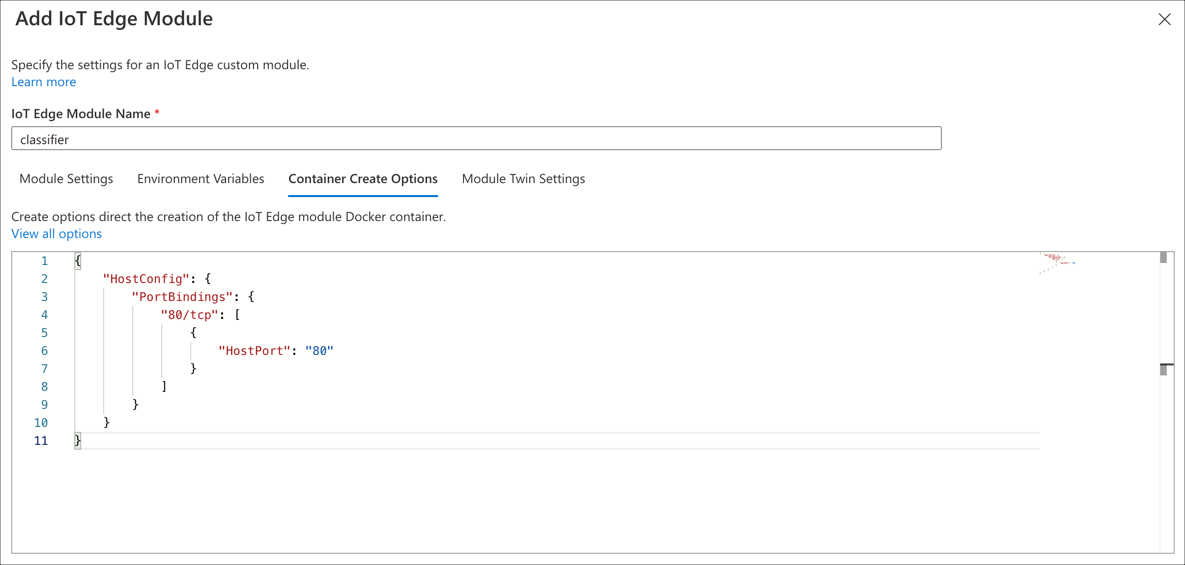 Add IoT Edge Module
Specify the settings for an IoT Edge custom module.
Learn more
IoT Edge Module Name *
classifier
Module Settings Environment Variables Container Create Options Module Twin Settings
Create options direct the creation of the IoT Edge module Docker container.
View all options
1 {
2 "HostConfig": {
3 "PortBindings": {
4 "80/tcp": [
5 {
6 "HostPort": "80"
7 }
8 ]
9 }
10 }
11 }